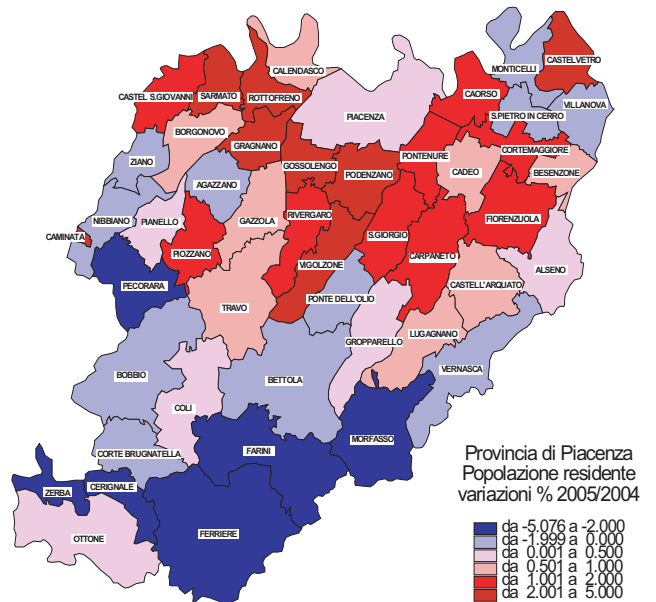 CALENDASCO
MONTICELLI
CASTELVETRO
CASTEL S.GIOVANNI
SARMATO
ROTTOFRENO
CAORSO
VILLANOVA
PIACENZA
S.PIETRO IN CERRO
BORGONOVO
GRAGNANO
CORTEMAGGIORE
ZIANO
GOSSOLENGO
PODENZANO
PONTENURE
CADEO
BESENZONE
AGAZZANO
NIBBIANO
PIANELLO
GAZZOLA
RIVERGARO
FIORENZUOLA
CAMINATA
PIOZZANO
S.GIORGIO
CARPANETO
VIGOLZONE
ALSENO
PECORARA
CASTELL'ARQUATO
PONTE DELL'OLIO
TRAVO
LUGAGNANO
GROPPARELLO
VERNASCA
BOBBIO
BETTOLA
COLI
MORFASSO
FARINI
CORTE BRUGNATELLA
CERIGNALE
ZERBA
FERRIERE
OTTONE
Provincia di Piacenza
Popolazione residente
variazioni % 2005/2004
da -5.076 a -2.000
da -1.999 a 0.000
da 0.001 a 0.500
da 0.501 a 1.000
da 1.001 a 2.000
da 2.001 a 5.000